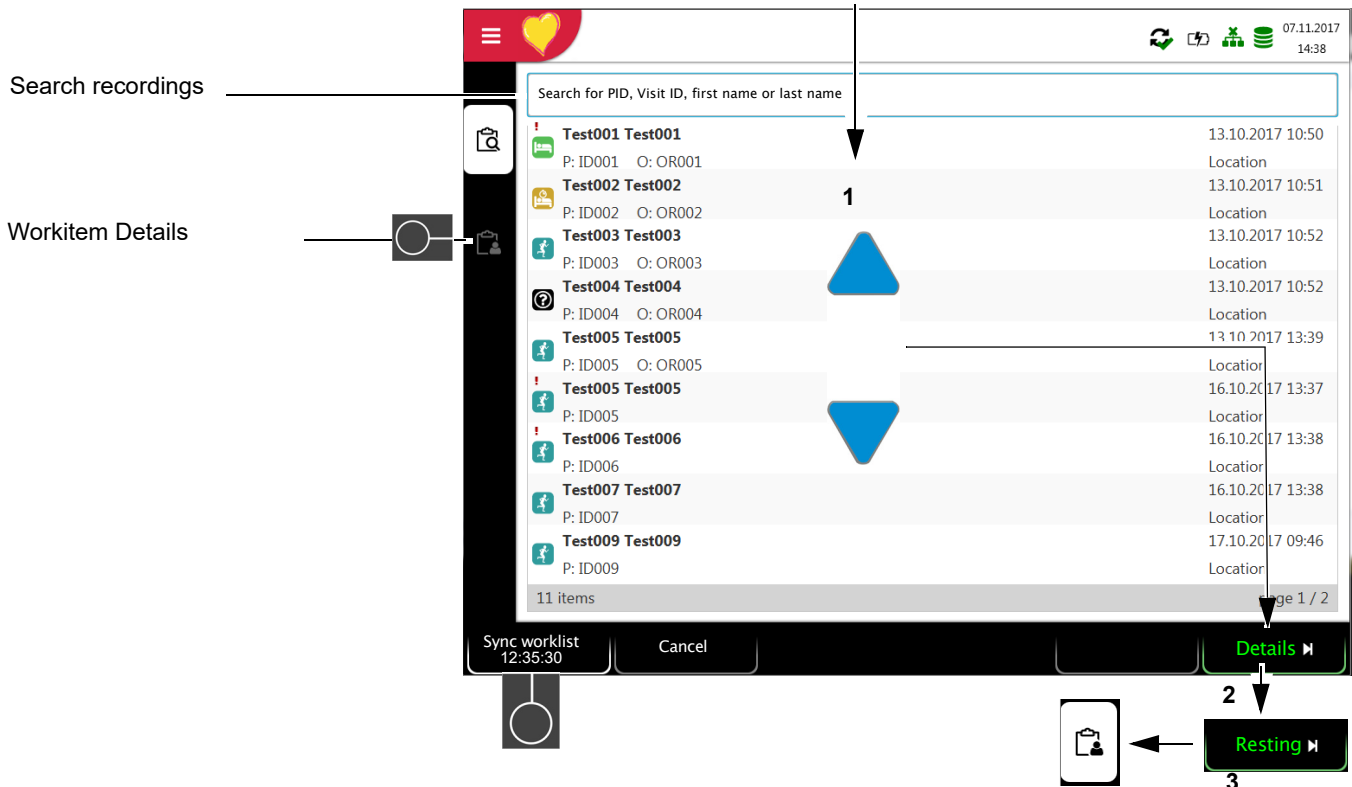 07.11.2017
14:38
Search recordings
Search for PID, Visit ID, first name or last name
! Test001 Test001 13.10.2017 10:50
P: ID001 O: OR001 Location
Test002 Test002 13.10.2017 10:51
1
P: ID002 O: OR002 Location
Workitem Details
Test003 Test003 13.10.2017 10:52
P: ID003 O: OR003 Location
Test004 Test004 13.10.2017 10:52
? P: ID004 O: OR004 Location
Test005 Test005 13.10.2017 13:39
P: ID005 O: OR005 Location
! Test005 Test005 16.10.2017 13:37
P: ID005 Location
! Test006 Test006 16.10.2017 13:38
P: ID006 Location
Test007 Test007 16.10.2017 13:38
P: ID007 Location
Test009 Test009 17.10.2017 09:46
P: ID009 Location
11 items page 1 / 2
Sync worklist
12:35:30
Cancel
Details
2
Resting
3